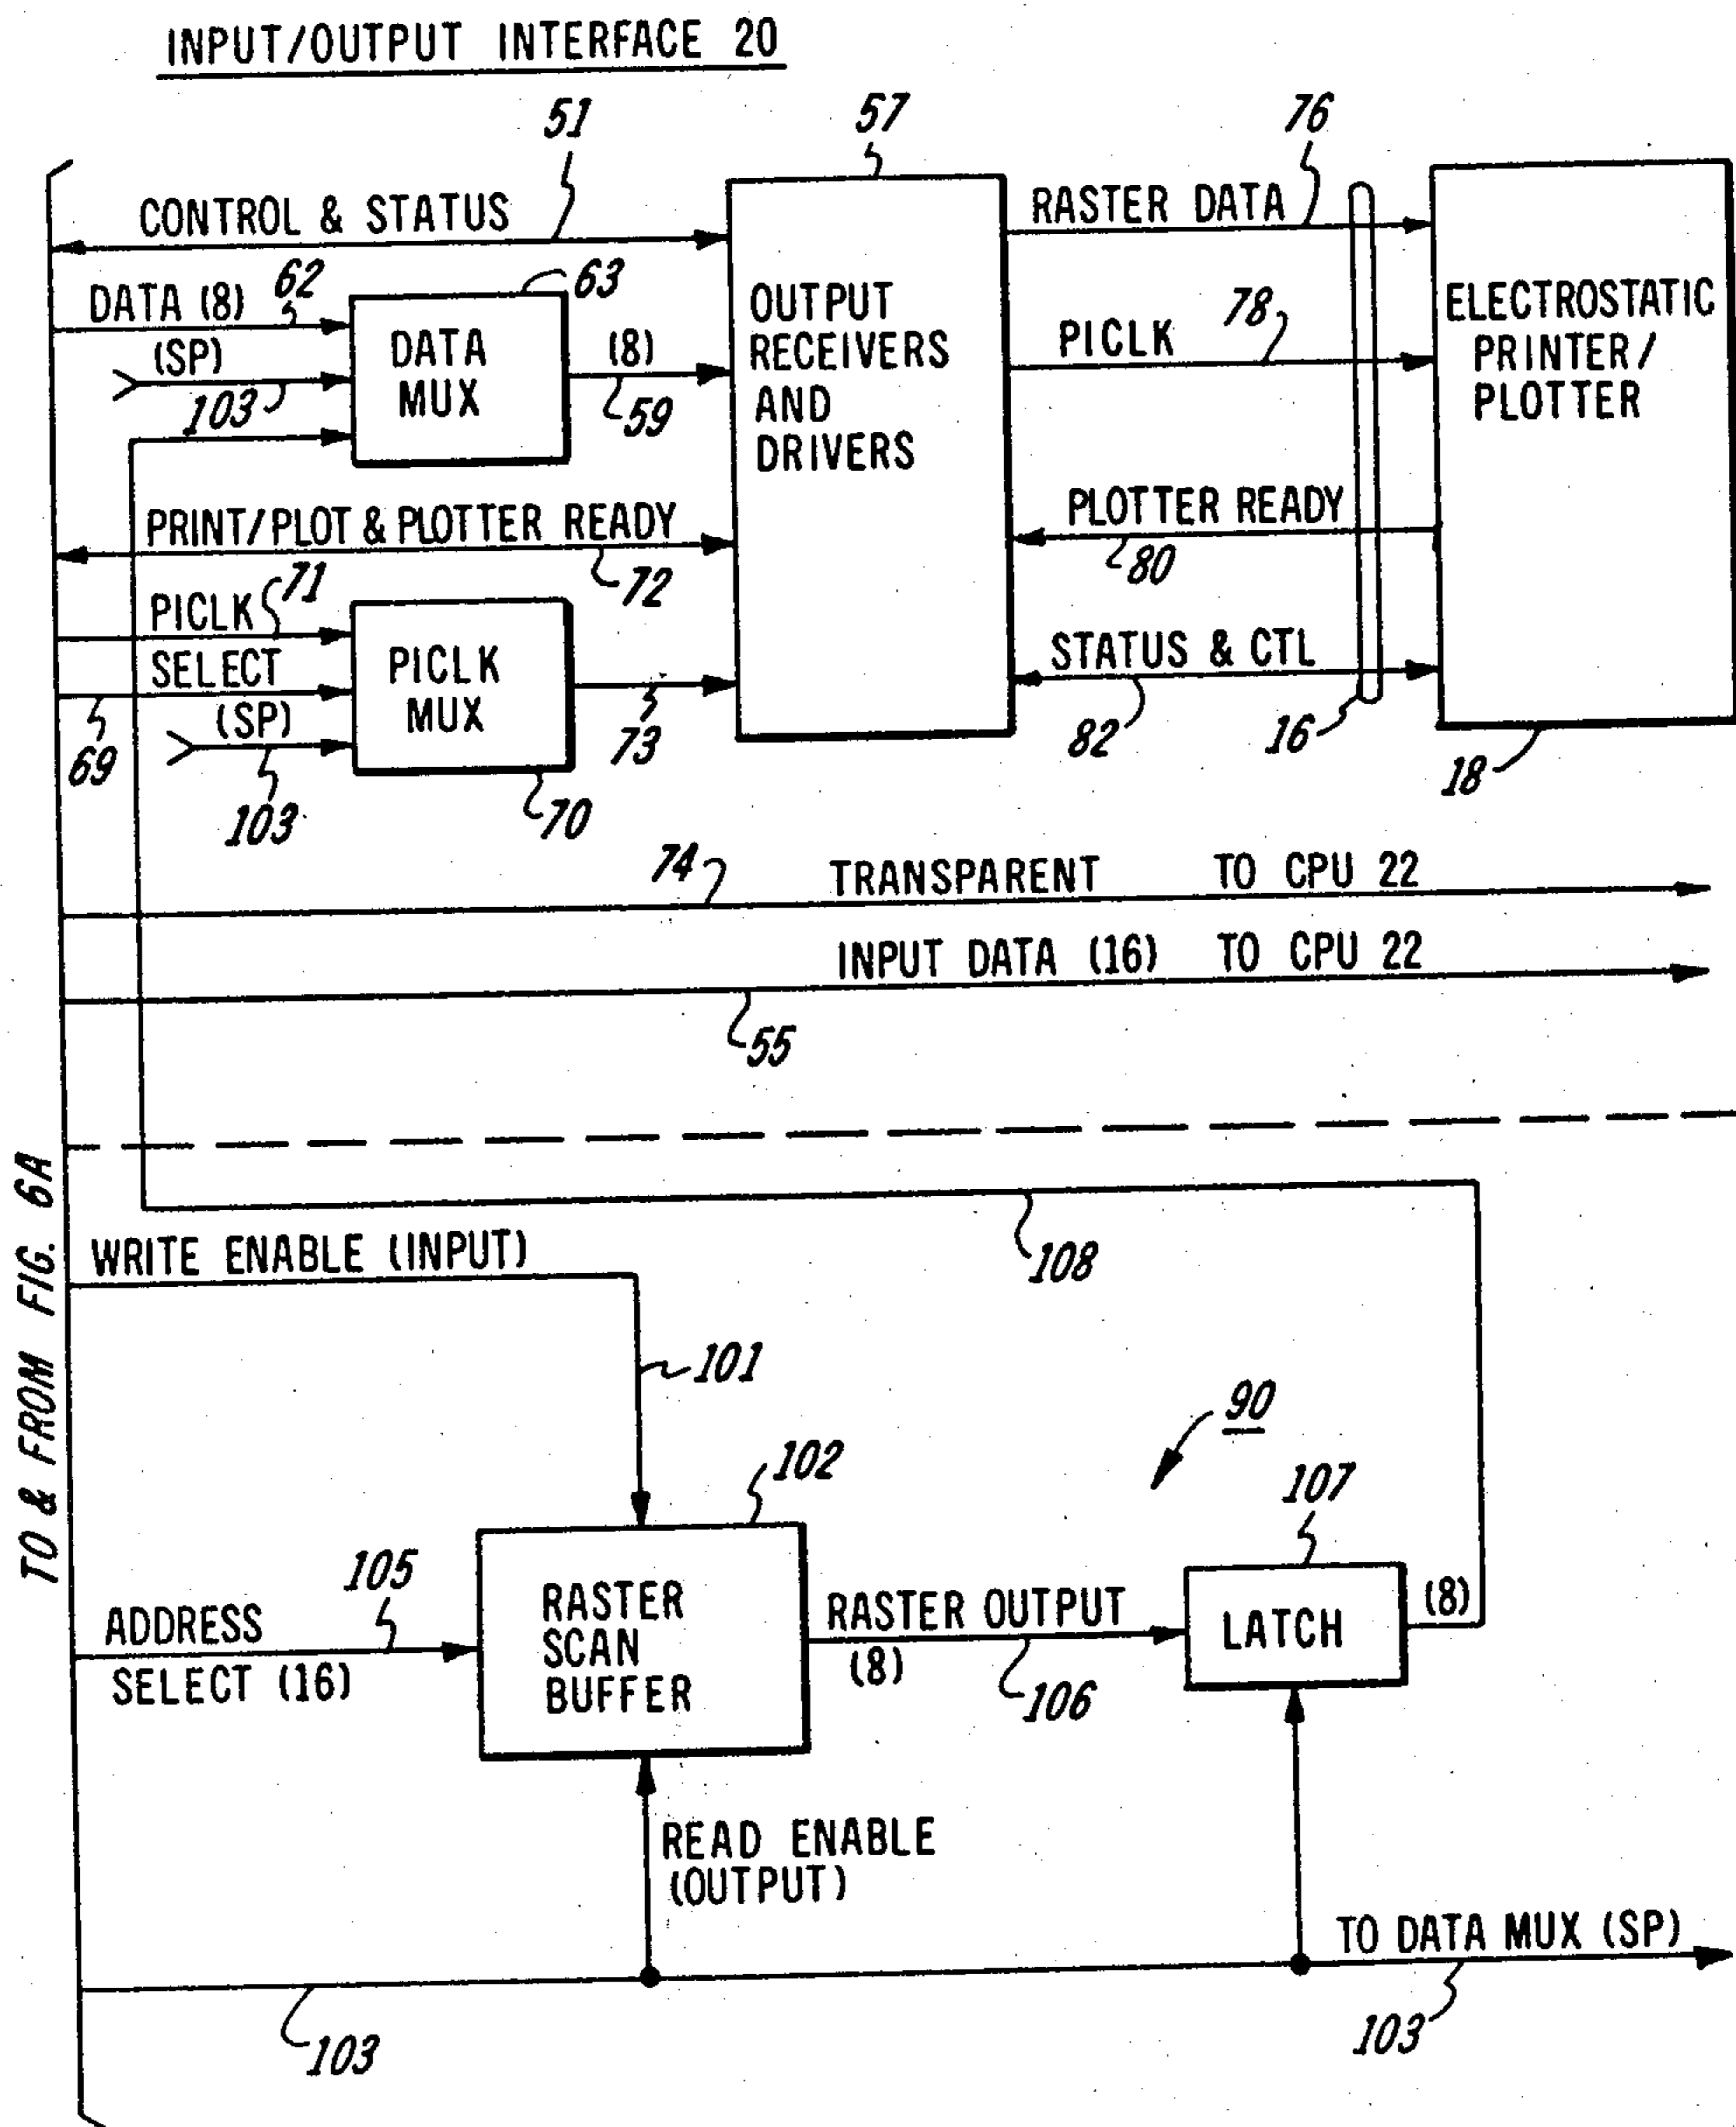 INPUT/OUTPUT INTERFACE 20
51
57
76
CONTROL & STATUS
RASTER DATA
DATA (8)
62
63
(SP)
103
DATA
MUX
(8)
59
OUTPUT
RECEIVERS
AND
DRIVERS
PICLK
78
ELECTROSTATIC
PRINTER/
PLOTTER
PRINT/PLOT & PLOTTER READY
72
PLOTTER READY
80
PICLK
71
SELECT
69
(SP)
103
PICLK
MUX
70
73
STATUS & CTL
82
16
18
74
TRANSPARENT TO CPU 22
INPUT DATA (16) TO CPU 22
55
TO & FROM FIG. 6A
108
WRITE ENABLE (INPUT)
101
90
102
107
105
ADDRESS
SELECT (16)
RASTER
SCAN
BUFFER
RASTER OUTPUT
(8)
106
LATCH
(8)
READ ENABLE
(OUTPUT)
TO DATA MUX (SP)
103
103